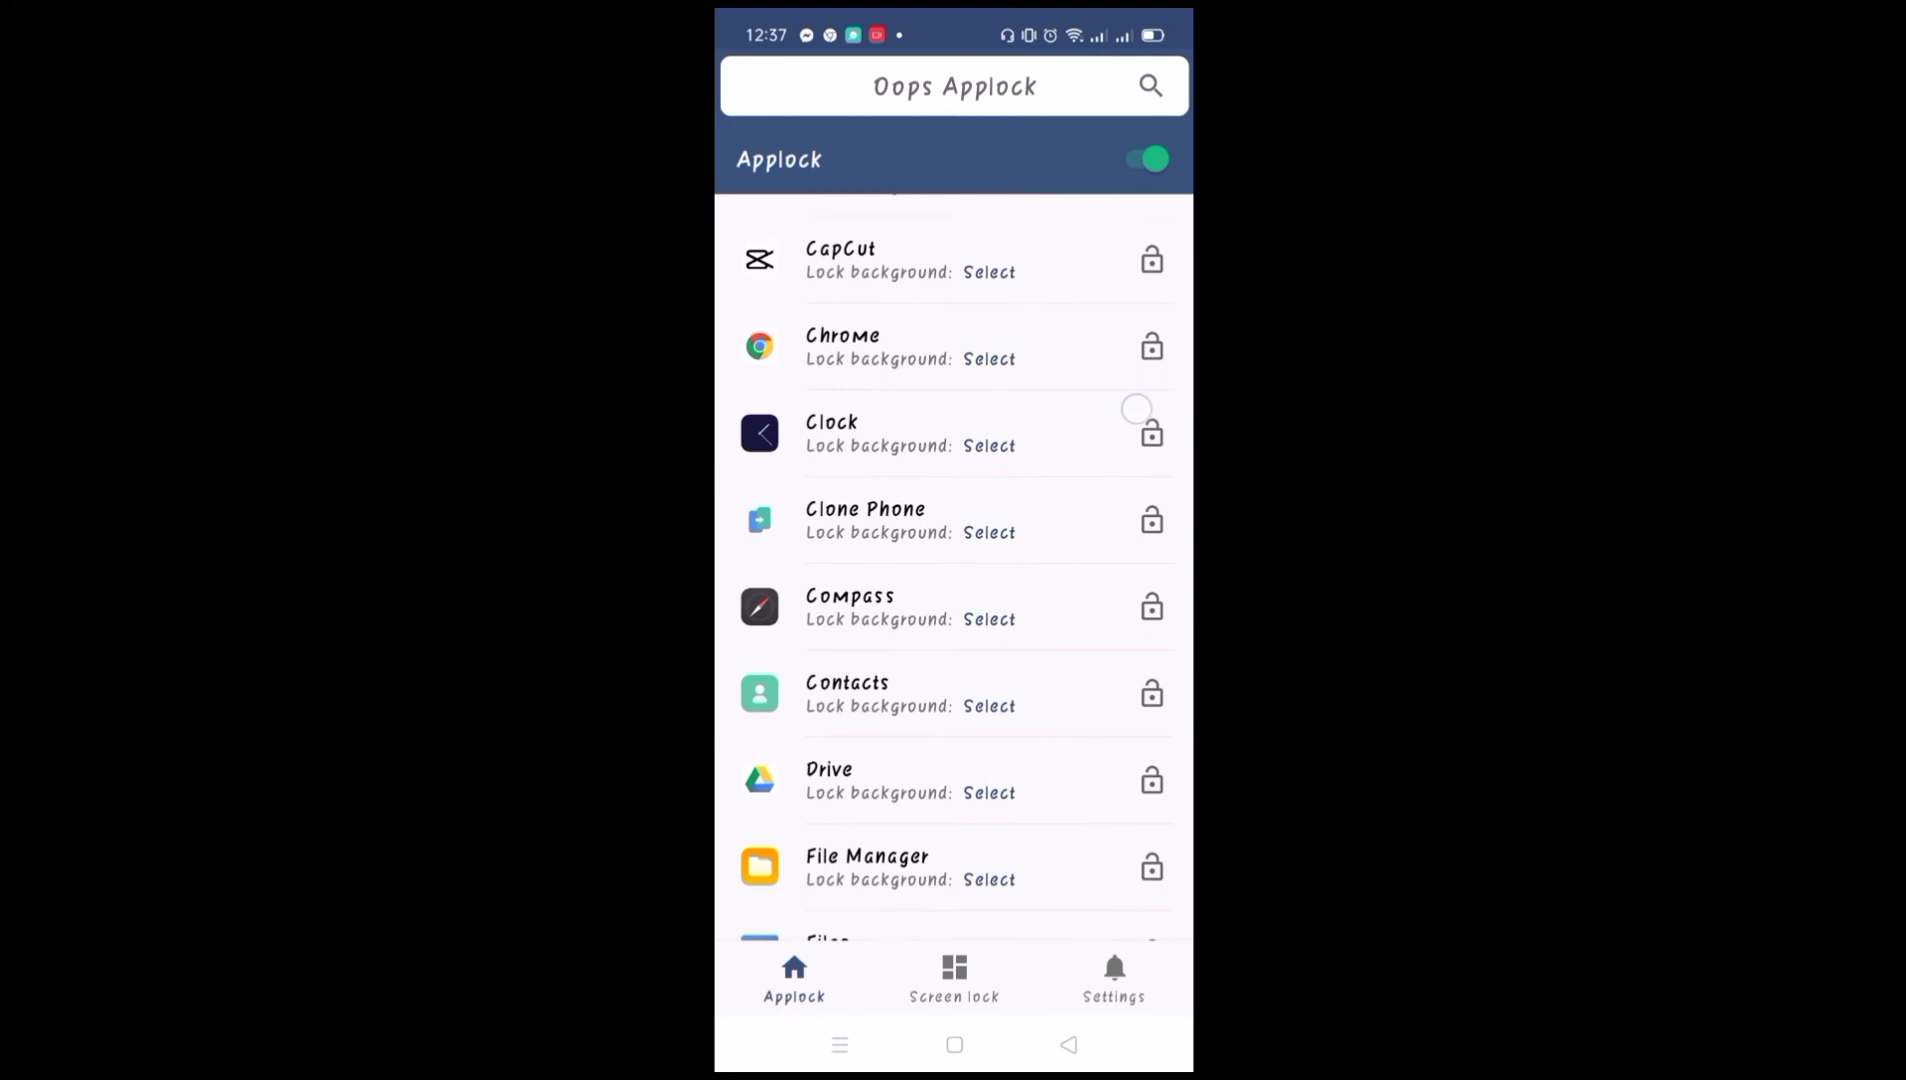 12:37
Oops Applock
Applock
CapCut
Lock background: Select
Chrome
Lock background: Select
Clock
Lock background: Select
Clone Phone
Lock background: Select
Compass
Lock background: Select
Contacts
Lock background: Select
Drive
Lock background: Select
File Manager
Lock background: Select
Files
Applock
Screen lock
Settings